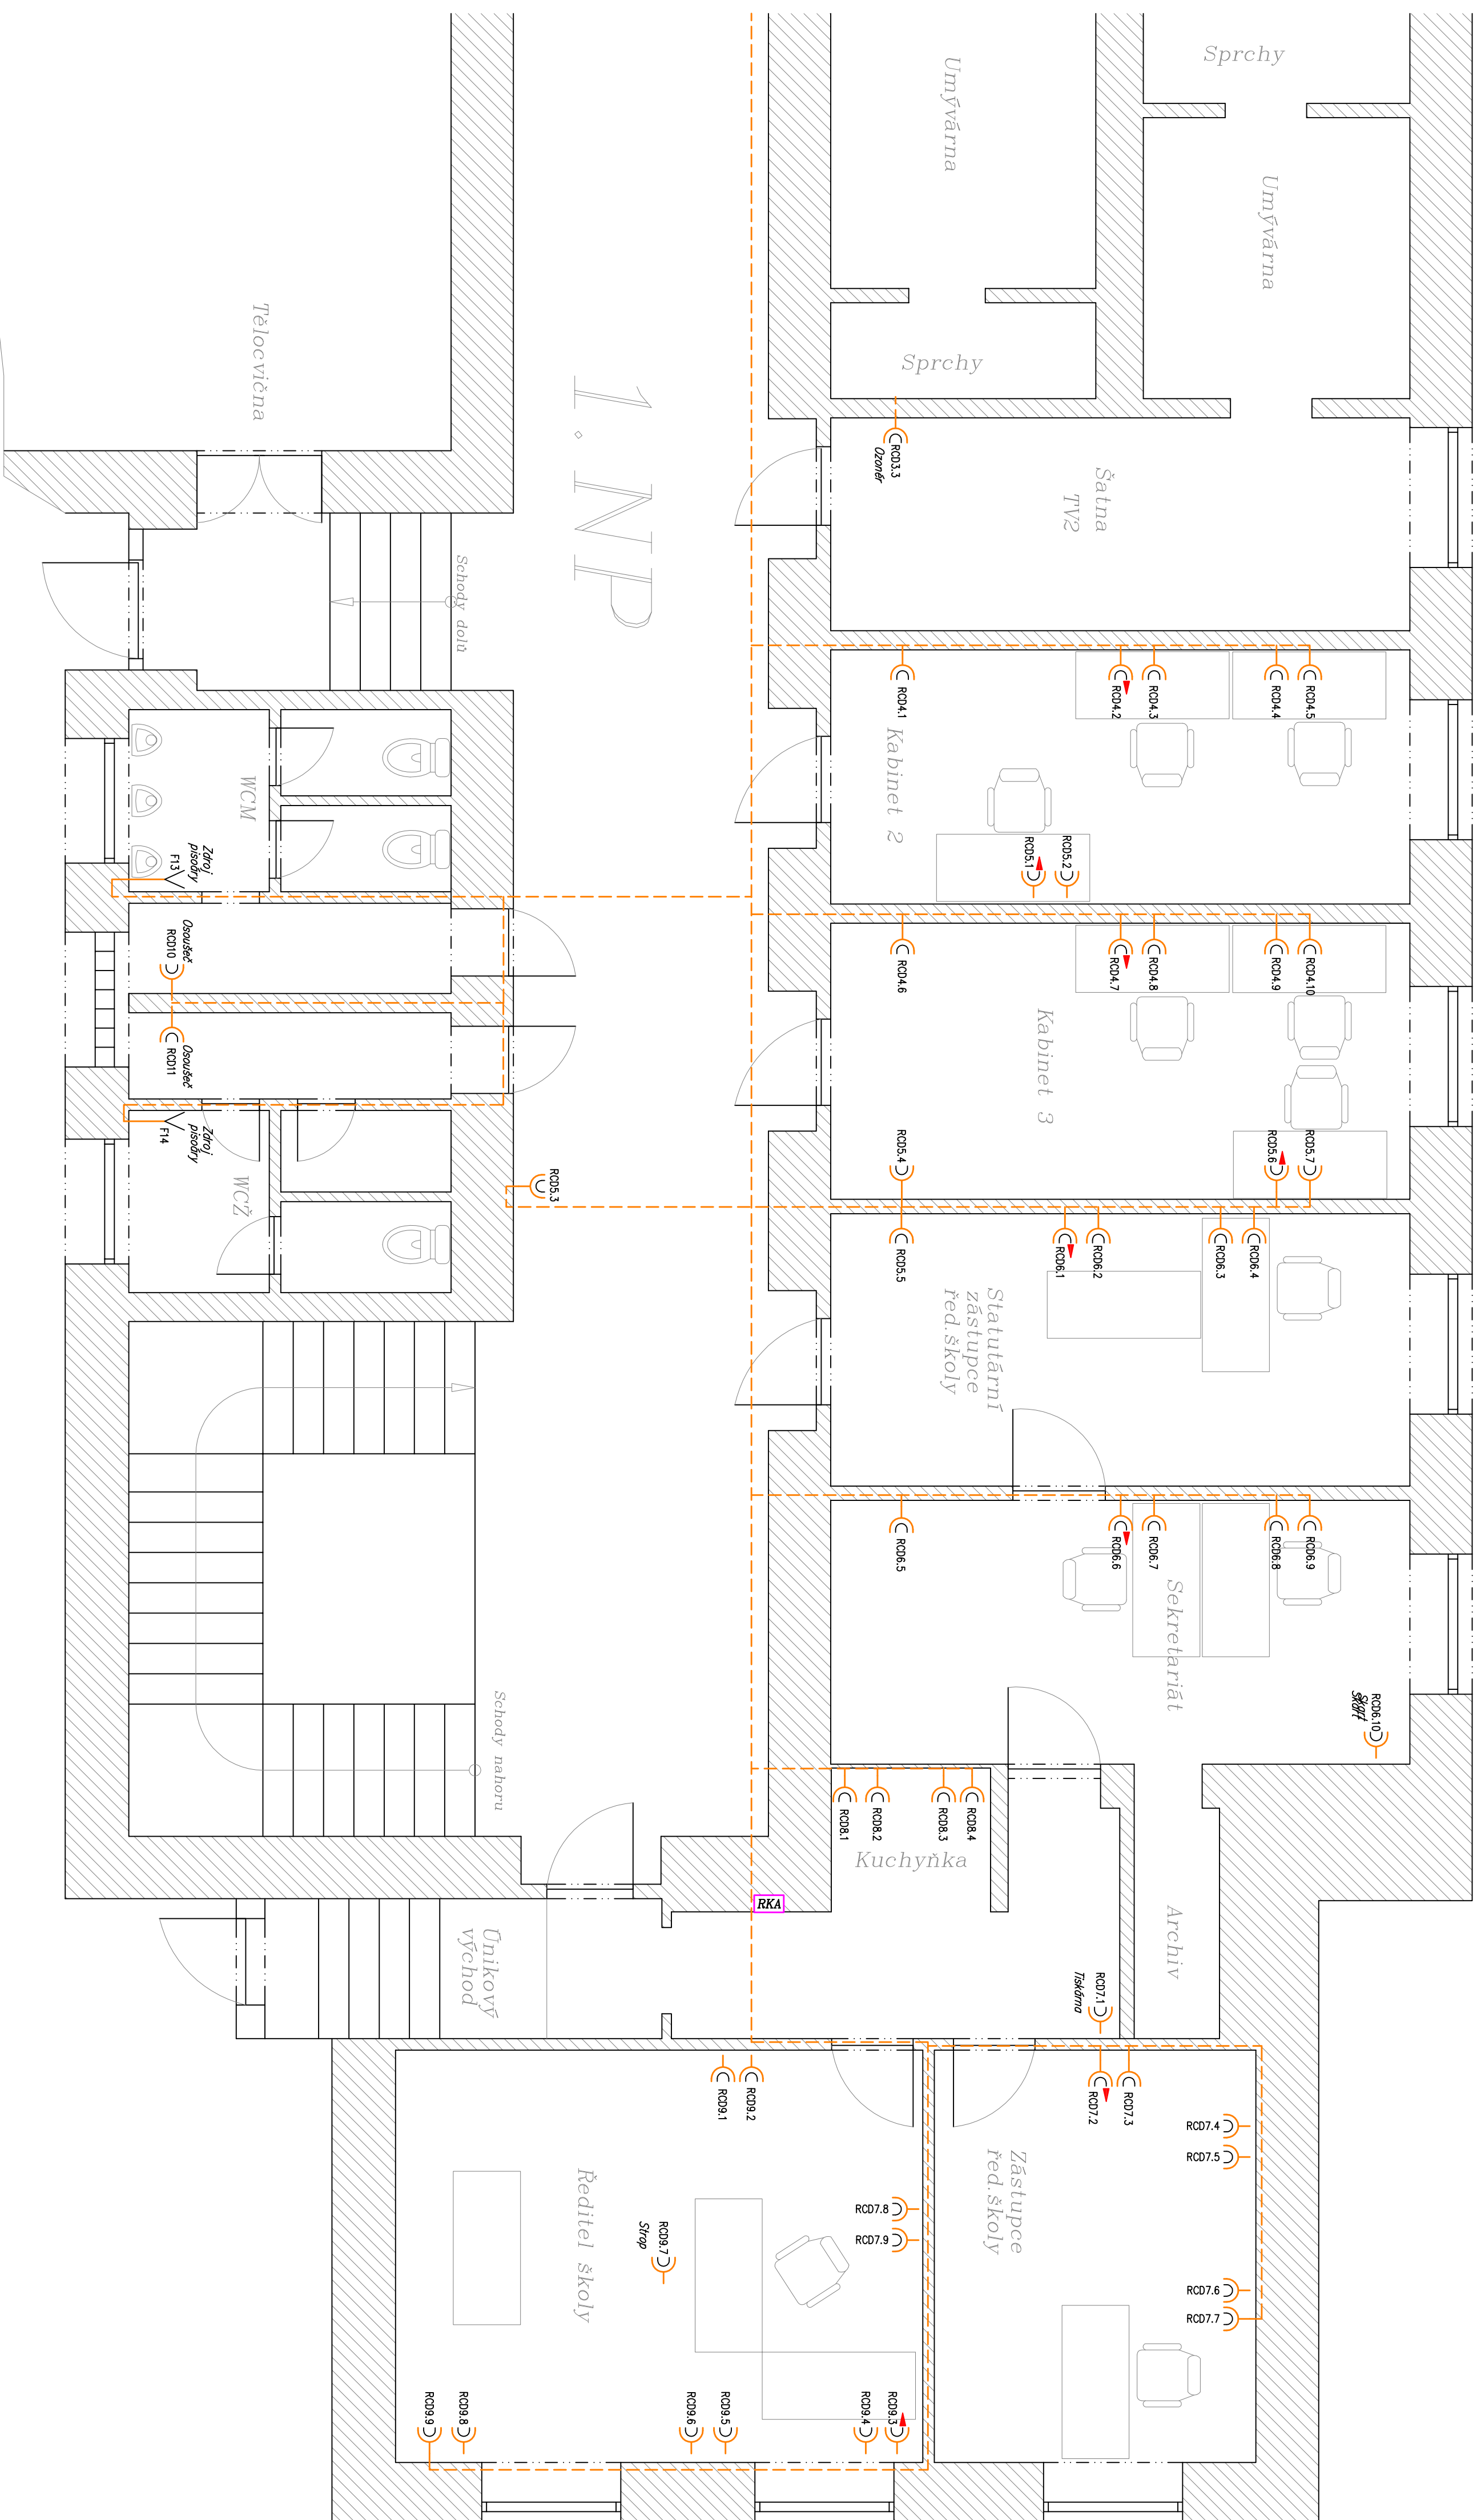 Sprchy
Umývárna
Umývárna
Sprchy
Tělocvična
1. NP
RCD3.3
Ozonér
Šatna
TV2
Schody dolů
RCD4.1
RCD4.2
RCD4.3
RCD4.4
RCD4.5
Kabinet 2
RCD5.1
RCD5.2
WCM
Zdroj
pisoáry
F13
Osoušeč
RCD10
RCD4.6
RCD4.7
RCD4.8
RCD4.9
RCD4.10
Kabinet 3
Osoušeč
RCD11
Zdroj
pisoáry
F14
WCŽ
RCD5.3
RCD5.4
RCD5.6
RCD5.7
RCD5.5
RCD6.1
RCD6.2
RCD6.3
RCD6.4
Statutární
zástupce
řed.školy
RCD6.5
RCD6.6
RCD6.7
RCD6.8
RCD6.9
Sekretariát
RCD6.10
Skart
Schody nahoru
RCD8.1
RCD8.2
RCD8.3
RCD8.4
Kuchyňka
RKA
Archiv
Únikový
východ
RCD7.1
Tiskárna
RCD9.1
RCD9.2
RCD7.2
RCD7.3
RCD7.4
RCD7.5
Zástupce
řed.školy
RCD7.8
RCD7.9
RCD7.6
RCD7.7
Ředitel školy
RCD9.7
Strop
RCD9.9
RCD9.8
RCD9.6
RCD9.5
RCD9.4
RCD9.3